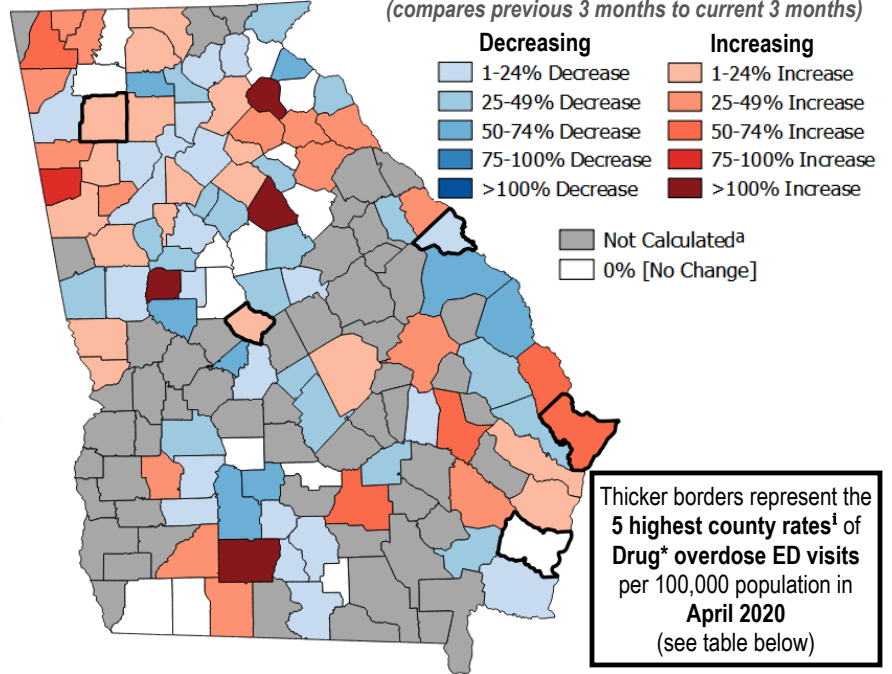 (compares previous 3 months to current 3 months)
Decreasing
1-24% Decrease
25-49% Decrease
50-74% Decrease
75-100% Decrease
>100% Decrease
Increasing
1-24% Increase
25-49% Increase
50-74% Increase
75-100% Increase
>100% Increase
Not Calculatedª
0% [No Change]
Thicker borders represent the
5 highest county ratesⁱ of
Drug* overdose ED visits
per 100,000 population in
April 2020
(see table below)